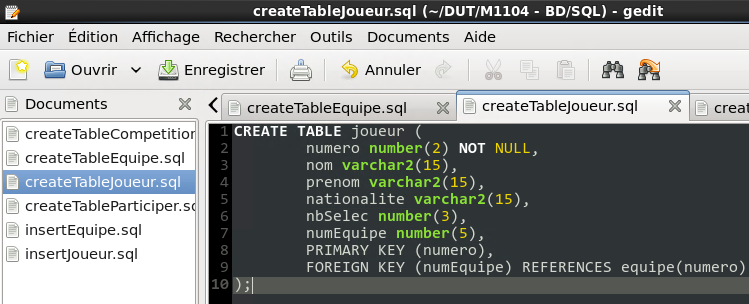 createTableJoueur.sql (~/DUT/M1104 - BD/SQL) - gedit
Fichier Édition Affichage Rechercher Outils Documents Aide
Ouvrir Enregistrer Annuler
Documents
createTableEquipe.sql createTableJoueur.sql
createTableCompetition
createTableEquipe.sql
createTableJoueur.sql
createTableParticiper.sq
insertEquipe.sql
insertJoueur.sql
1 CREATE TABLE joueur (
2 numero number(2) NOT NULL,
3 nom varchar2(15),
4 prenom varchar2(15),
5 nationalite varchar2(15),
6 nbSelec number(3),
7 numEquipe number(5),
8 PRIMARY KEY (numero),
9 FOREIGN KEY (numEquipe) REFERENCES equipe(numero)
10 );